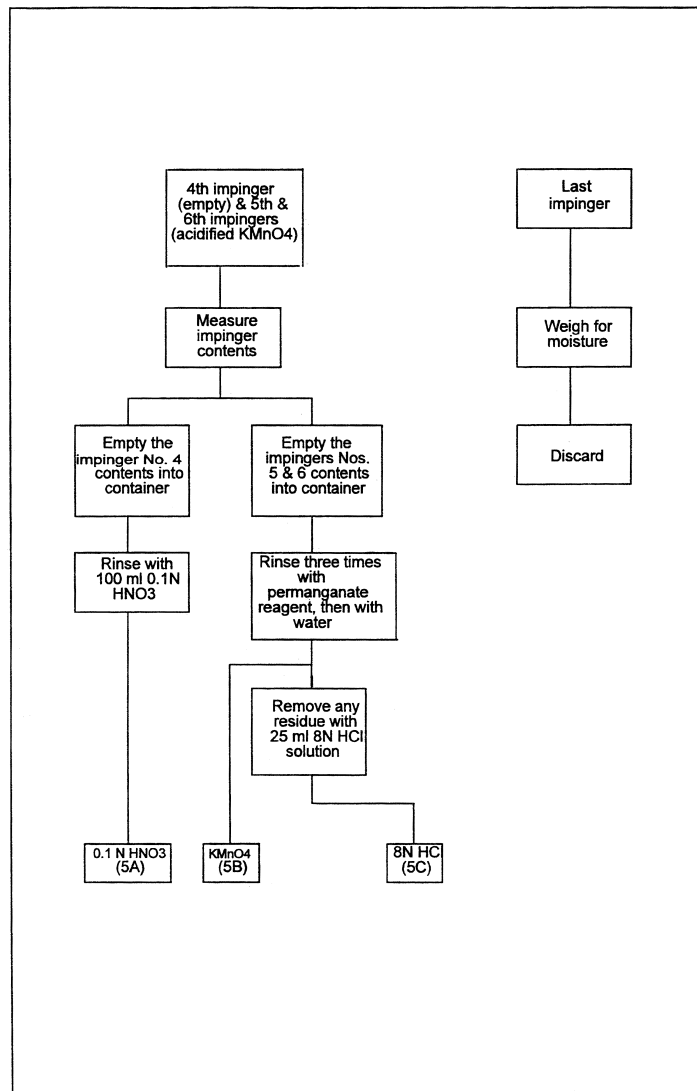 4th impinger
(empty) & 5th &
6th impingers
(acidified KMnO4)
Measure
impinger
contents
Empty the
impinger No. 4
contents into
container
Rinse with
100 ml 0.1N
HNO3
Empty the
impingers Nos.
5 & 6 contents
into container
Rinse three times
with
permanganate
reagent, then with
water
Remove any
residue with
25 ml 8N HCl
solution
0.1 N HNO3
(5A)
KMnO4
(5B)
8N HC
(5C)
Last
impinger
Weigh for
moisture
Discard